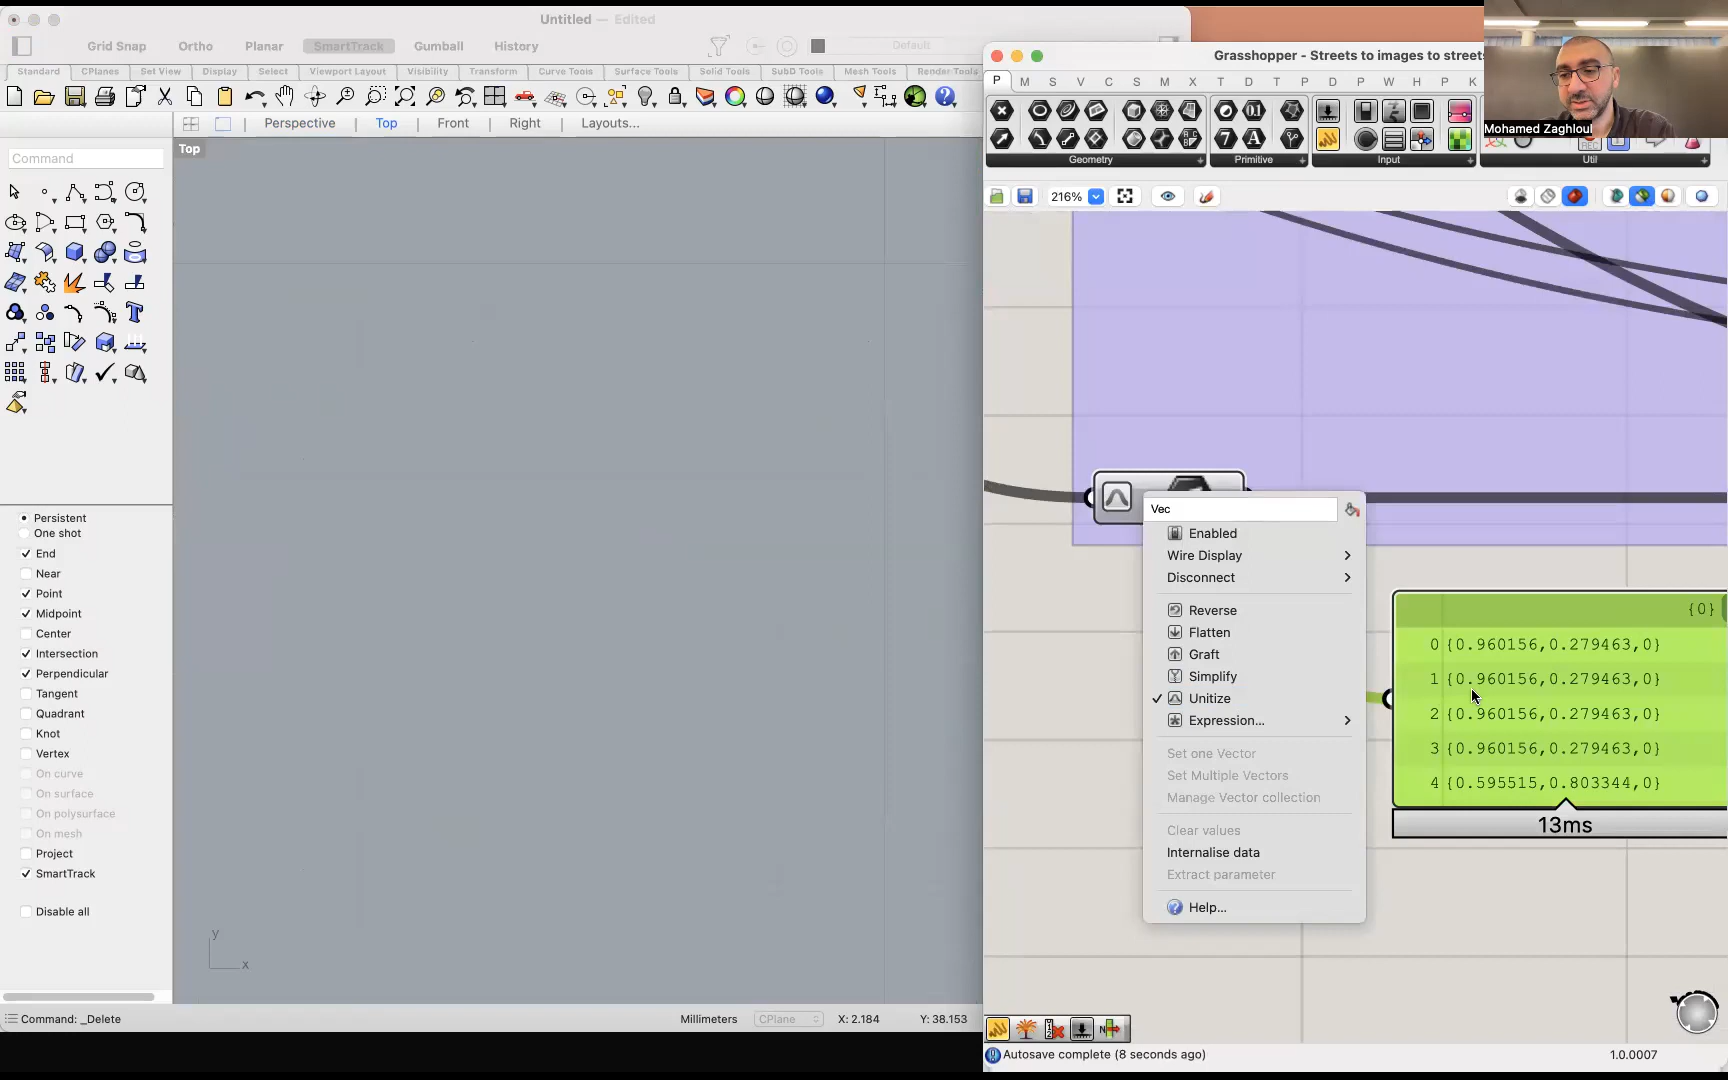 Untitled — Edited
Grid Snap Ortho Planar SmartTrack Gumball History
Default
Standard CPlanes Set View Display Select Viewport Layout Visibility Transform Curve Tools Surface Tools Solid Tools SubD Tools Mesh Tools Render Tools
Perspective Top Front Right Layouts...
Command
Top
Persistent
One shot
End
Near
Point
Midpoint
Center
Intersection
Perpendicular
Tangent
Quadrant
Knot
Vertex
On curve
On surface
On polysurface
On mesh
Project
SmartTrack
Disable all
y
x
Command: _Delete
Millimeters CPlane X: 2.184 Y: 38.153
Grasshopper - Streets to images to streets
Mohamed Zaghloul
P M S V C S M X T D P W H P K
Geometry Primitive Input Util
216%
Vec
Enabled
Wire Display
Disconnect
Reverse
Flatten
Graft
Simplify
Unitize
Expression...
Set one Vector
Set Multiple Vectors
Manage Vector collection
Clear values
Internalise data
Extract parameter
Help...
{0}
0 {0.960156,0.279463,0}
1 {0.960156,0.279463,0}
2 {0.960156,0.279463,0}
3 {0.960156,0.279463,0}
4 {0.595515,0.803344,0}
13ms
Autosave complete (8 seconds ago)
1.0.0007